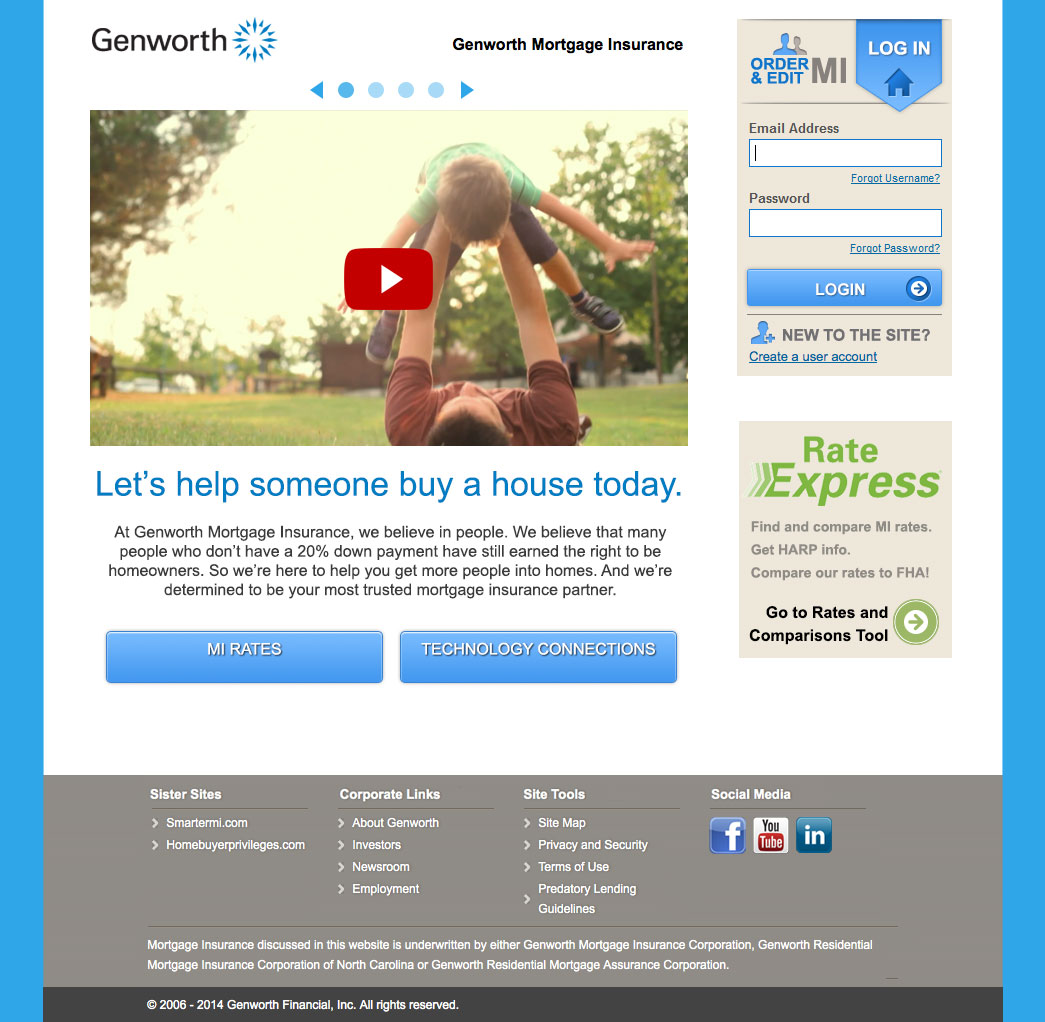 Genworth
Genworth Mortgage Insurance
ORDER
& EDIT MI
LOG IN
Email Address
Forgot Username?
Password
Forgot Password?
LOGIN
NEW TO THE SITE?
Create a user account
Let’s help someone buy a house today.
At Genworth Mortgage Insurance, we believe in people. We believe that many
people who don’t have a 20% down payment have still earned the right to be
homeowners. So we’re here to help you get more people into homes. And we’re
determined to be your most trusted mortgage insurance partner.
MI RATES
TECHNOLOGY CONNECTIONS
Rate
Express
Find and compare MI rates.
Get HARP info.
Compare our rates to FHA!
Go to Rates and
Comparisons Tool
Sister Sites
Smartermi.com
Homebuyerprivileges.com
Corporate Links
About Genworth
Investors
Newsroom
Employment
Site Tools
Site Map
Privacy and Security
Terms of Use
Predatory Lending
Guidelines
Social Media
f
You
Tube
in
Mortgage Insurance discussed in this website is underwritten by either Genworth Mortgage Insurance Corporation, Genworth Residential
Mortgage Insurance Corporation of North Carolina or Genworth Residential Mortgage Assurance Corporation.
© 2006 - 2014 Genworth Financial, Inc. All rights reserved.